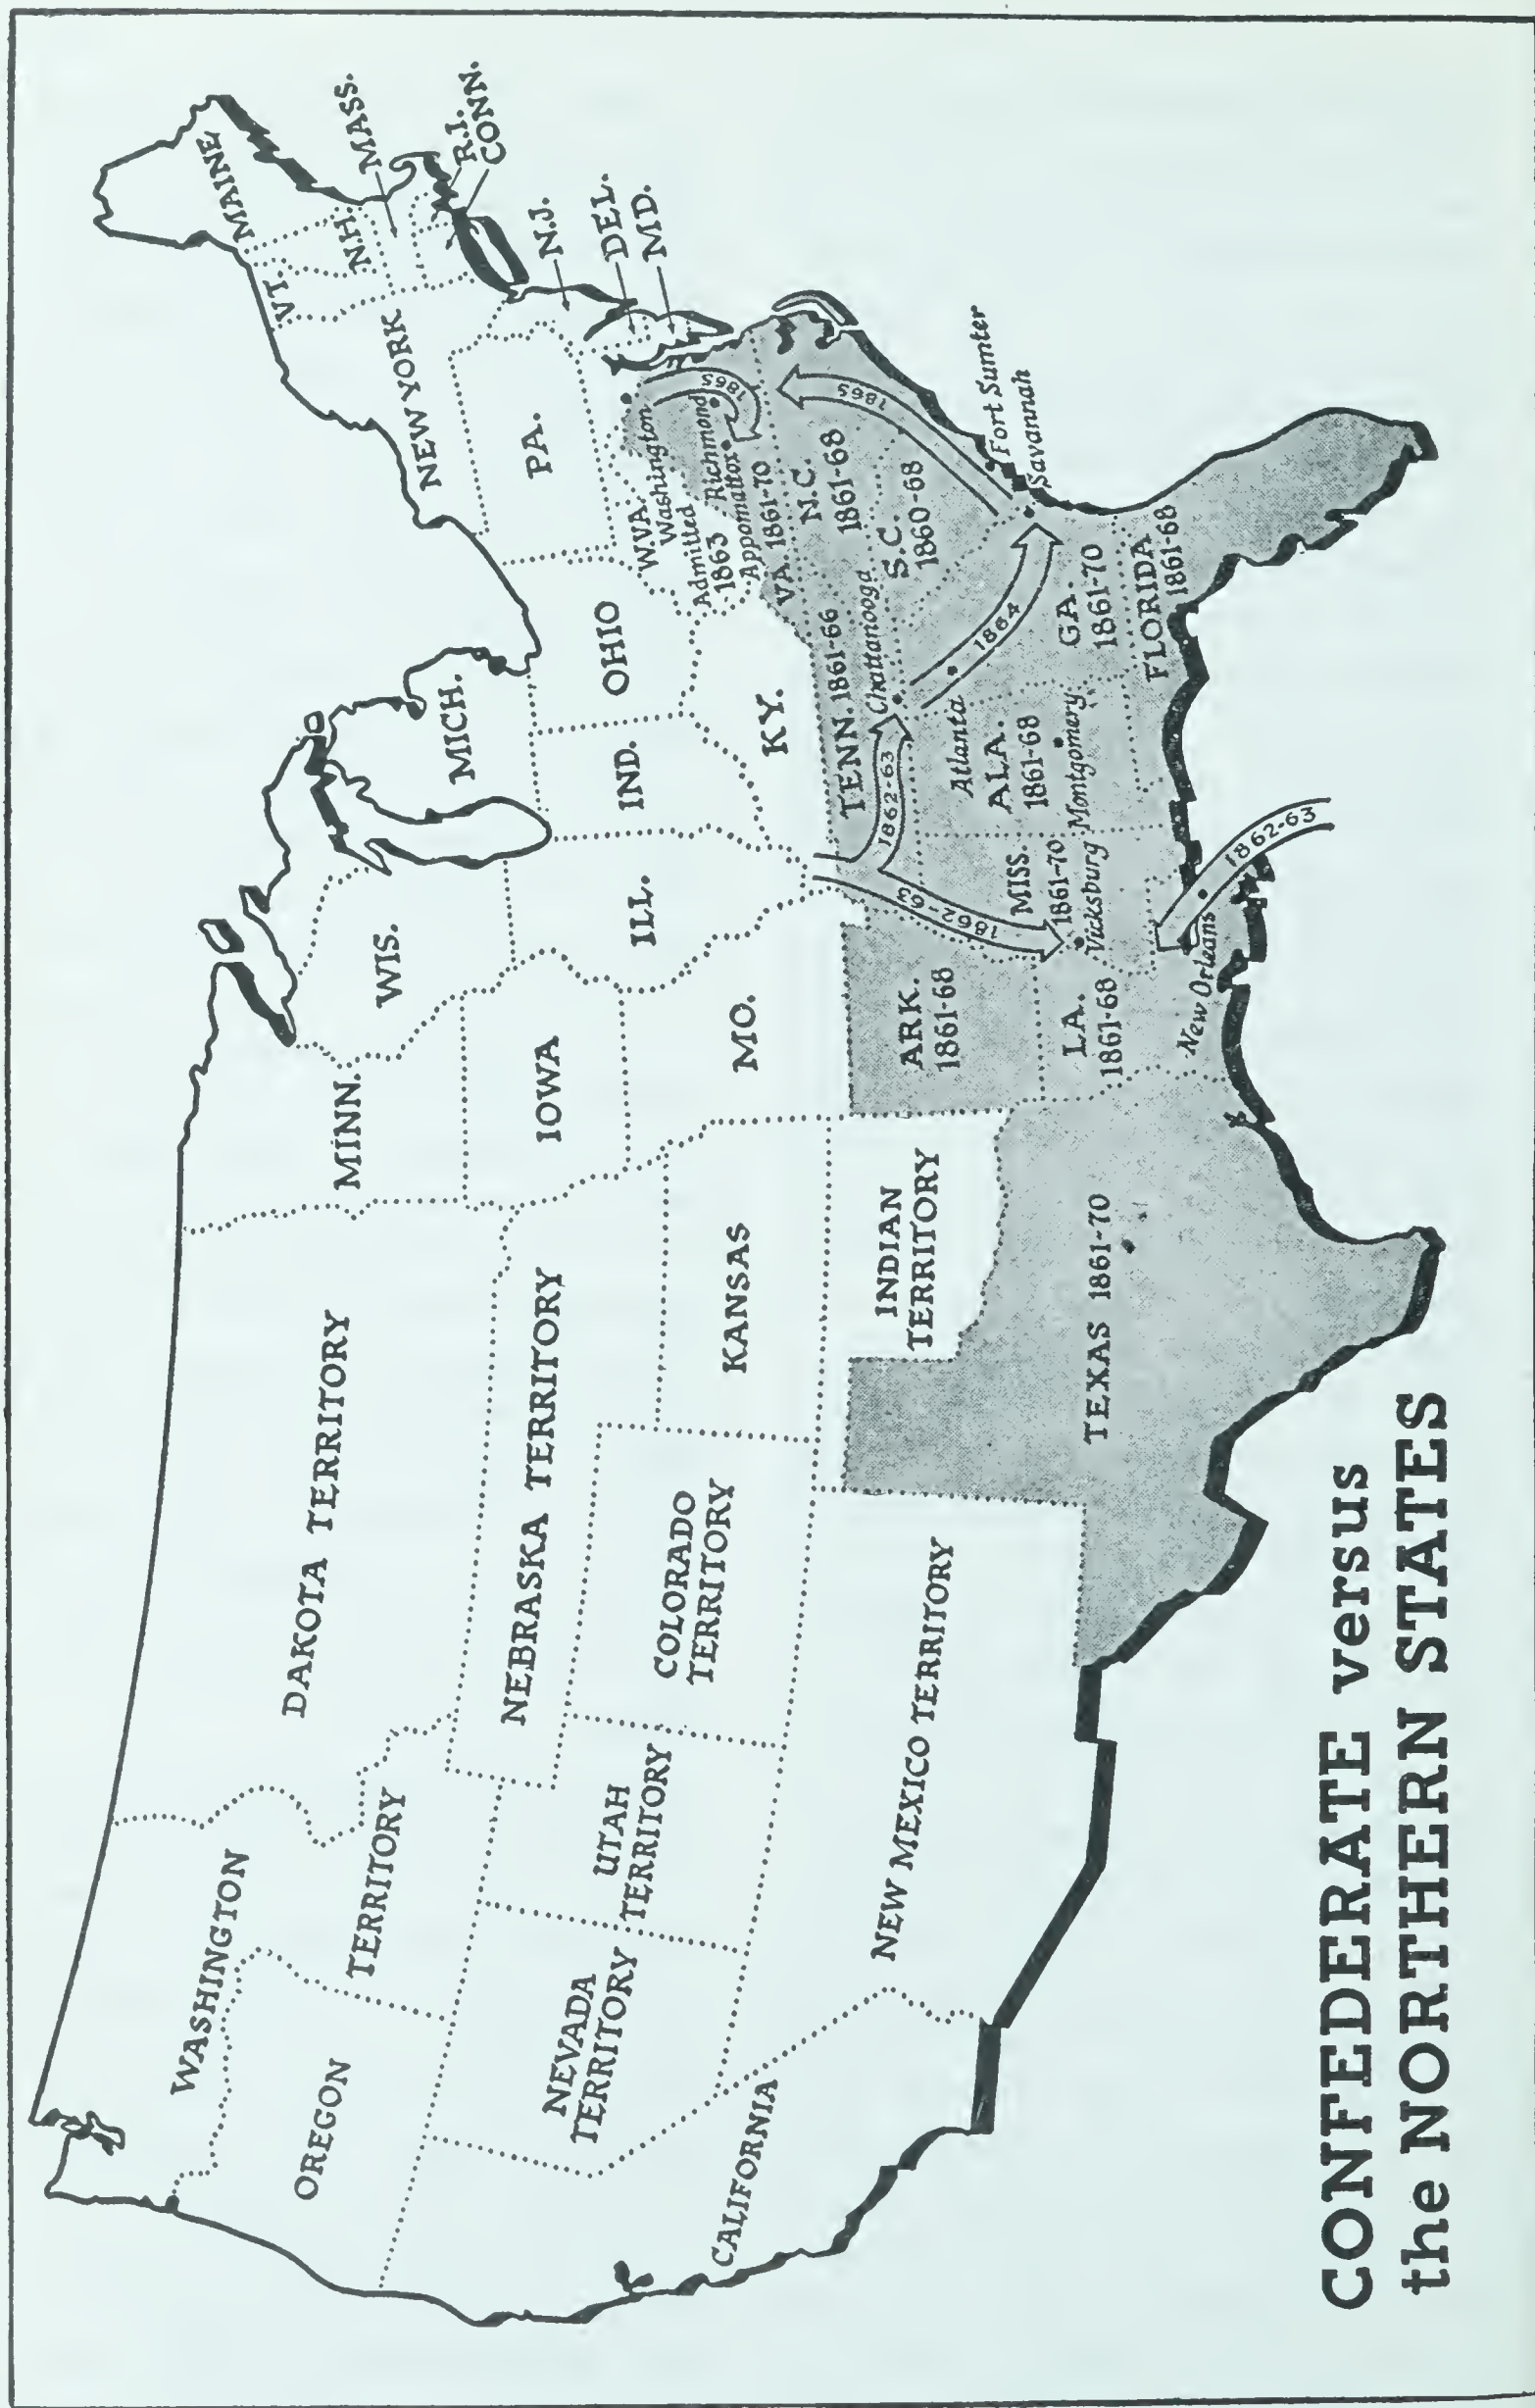 WASHINGTON
TERRITORY
OREGON
CALIFORNIA
NEVADA
TERRITORY
UTAH
TERRITORY
DAKOTA TERRITORY
NEBRASKA TERRITORY
COLORADO
TERRITORY
NEW MEXICO TERRITORY
KANSAS
INDIAN
TERRITORY
TEXAS 1861-70
MINN.
IOWA
MO.
ARK.
1861-68
LA.
1861-68
New Orleans
WIS.
ILL.
MICH.
IND.
OHIO
KY.
TENN. 1861-66
Chattanooga
MISS.
1861-70
Vicksburg
ALA.
1861-68
Montgomery
Atlanta
GA.
1861-70
FLORIDA
1861-68
S.C.
1860-68
N.C.
1861-68
VA. 1861-70
Appomattox
Richmond
W.VA.
Admitted
1863
Washington
Fort Sumter
Savannah
1862-63
1862-63
1862-63
1864
1865
1865
PA.
NEW YORK
VT.
N.H.
MAINE
MASS.
R.I.
CONN.
N.J.
DEL.
MD.
CONFEDERATE versus
the NORTHERN STATES